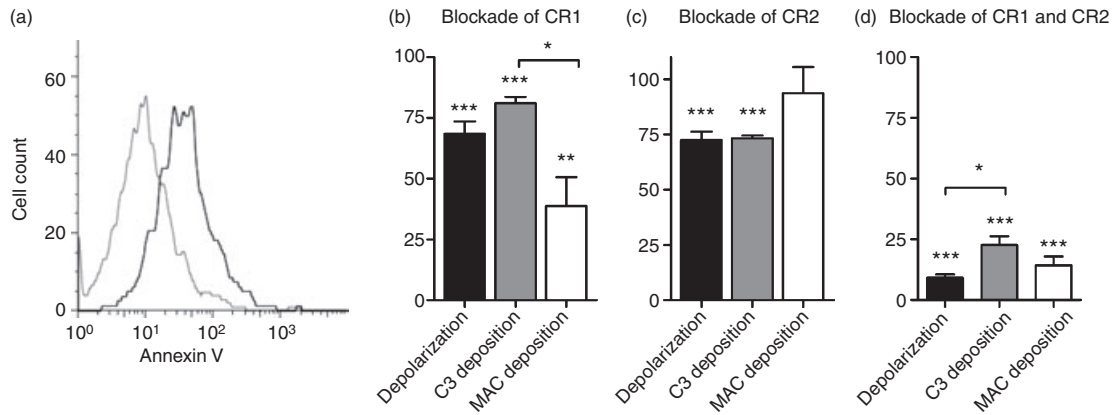 (a)
Cell count
60
40
20
0
10⁰ 10¹ 10² 10³
Annexin V
(b) Blockade of CR1
100
75
50
25
0
*
***
***
**
Depolarization
C3 deposition
MAC deposition
(c) Blockade of CR2
100
75
50
25
0
***
***
Depolarization
C3 deposition
MAC deposition
(d) Blockade of CR1 and CR2
100
75
50
25
0
*
***
***
***
Depolarization
C3 deposition
MAC deposition